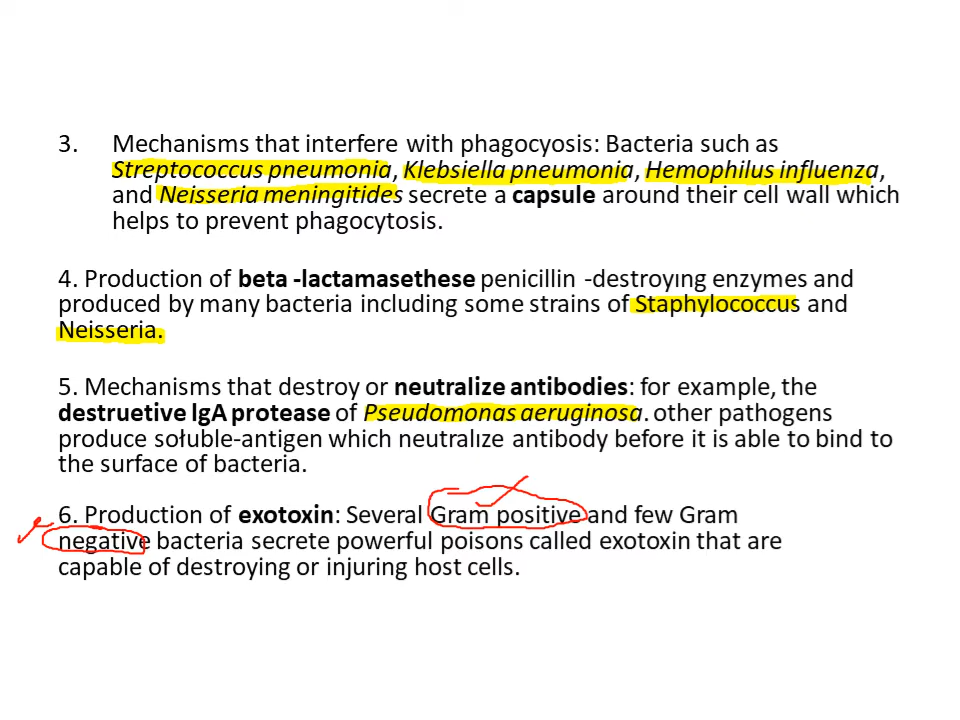 3. Mechanisms that interfere with phagocyosis: Bacteria such as
Streptococcus pneumonia, Klebsiella pneumonia, Hemophilus influenza,
and Neisseria meningitides secrete a capsule around their cell wall which
helps to prevent phagocytosis.
4. Production of beta -lactamasethese penicillin -destroyıng enzymes and
produced by many bacteria including some strains of Staphylococcus and
Neisseria.
5. Mechanisms that destroy or neutralize antibodies: for example, the
destruetive lgA protease of Pseudomonas aeruginosa. other pathogens
produce sołuble-antigen which neutralıze antibody before it is able to bind to
the surface of bacteria.
6. Production of exotoxin: Several Gram positive and few Gram
negative bacteria secrete powerful poisons called exotoxin that are
capable of destroying or injuring host cells.